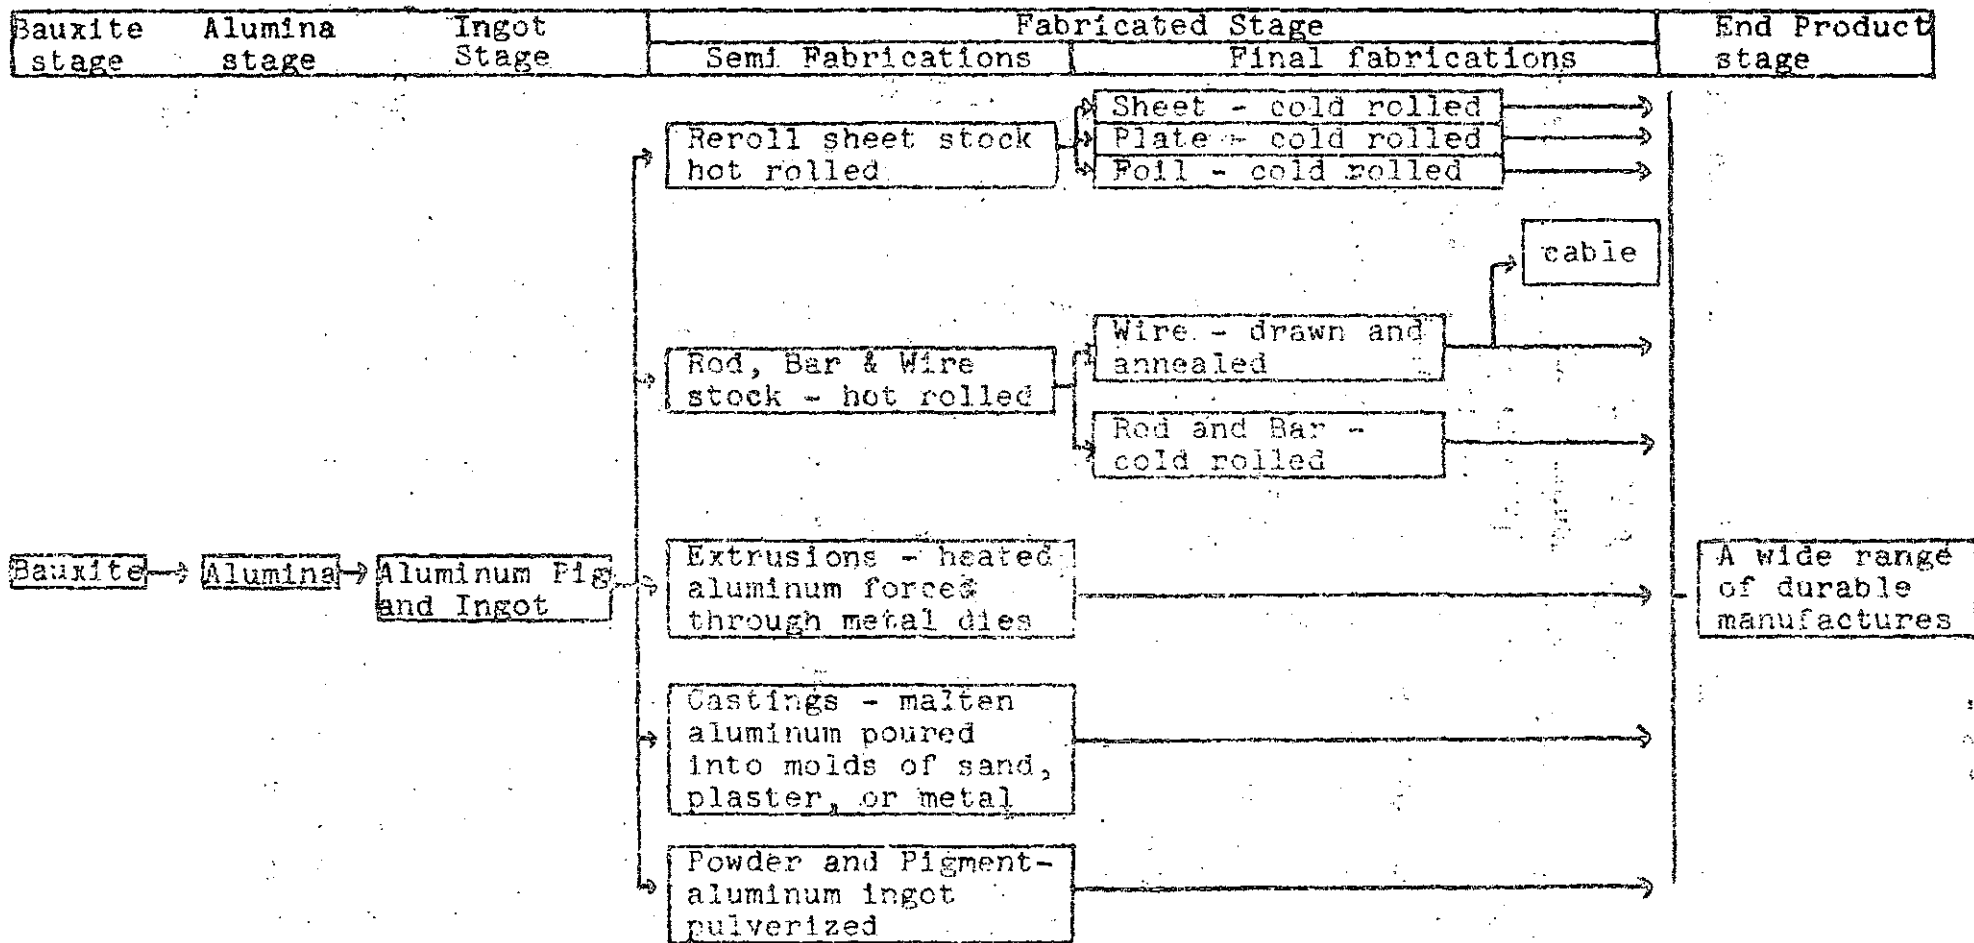 Bauxite stage
Alumina stage
Ingot Stage
Fabricated Stage
Semi Fabrications
Final fabrications
End Product stage
Sheet - cold rolled
Reroll sheet stock
hot rolled
Plate - cold rolled
Foil - cold rolled
cable
Wire - drawn and
annealed
Rod, Bar & Wire
stock - hot rolled
Rod and Bar -
cold rolled
Bauxite
Alumina
Aluminum Pig
and Ingot
Extrusions - heated
aluminum forced
through metal dies
A wide range
of durable
manufactures
Castings - malten
aluminum poured
into molds of sand,
plaster, or metal
Powder and Pigment-
aluminum ingot
pulverized